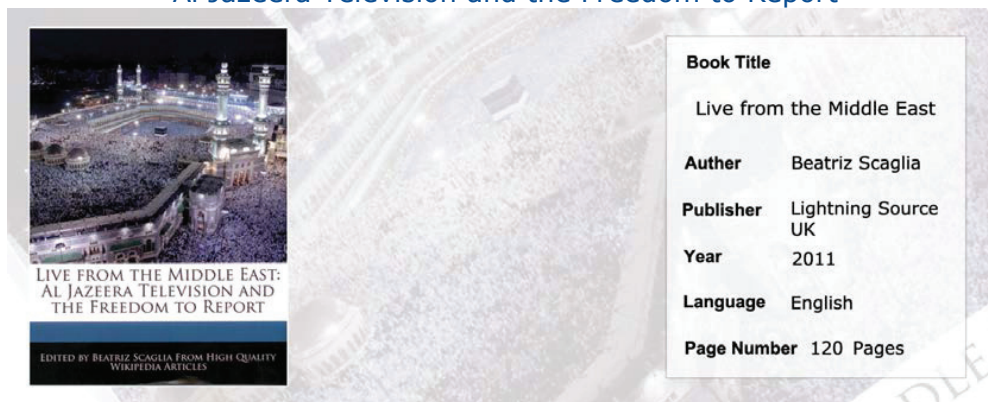 Al Jazeera Television and the Freedom to Report
Book Title
Live from the Middle East
Auther Beatriz Scaglia
Publisher Lightning Source
UK
Year 2011
Language English
Page Number 120 Pages
LIVE FROM THE MIDDLE EAST:
AL JAZEERA TELEVISION AND
THE FREEDOM TO REPORT
EDITED BY BEATRIZ SCAGLIA FROM HIGH QUALITY
WIKIPEDIA ARTICLES